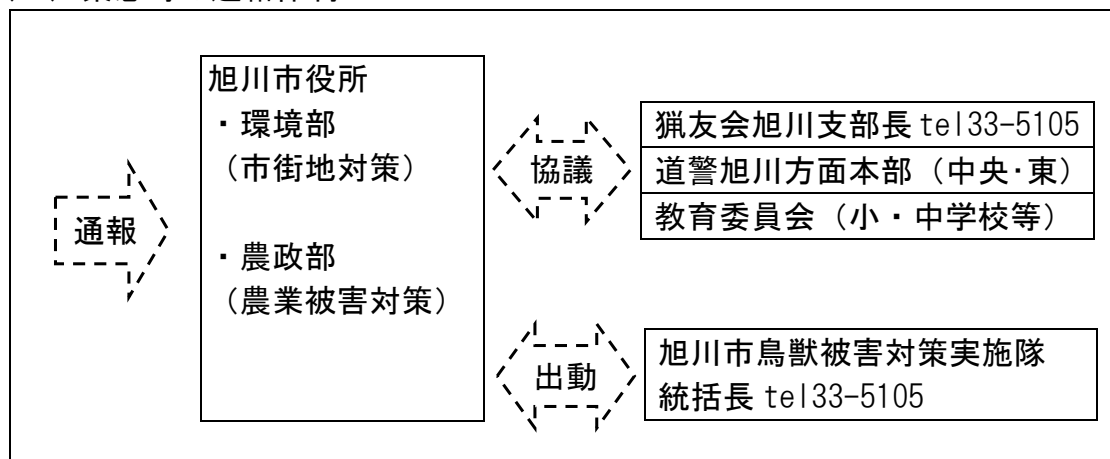 通報
旭川市役所
・環境部
（市街地対策）
・農政部
（農業被害対策）
協議
猟友会旭川支部長 tel33-5105
道警旭川方面本部（中央･東）
教育委員会（小・中学校等）
出動
旭川市鳥獣被害対策実施隊
統括長 tel33-5105